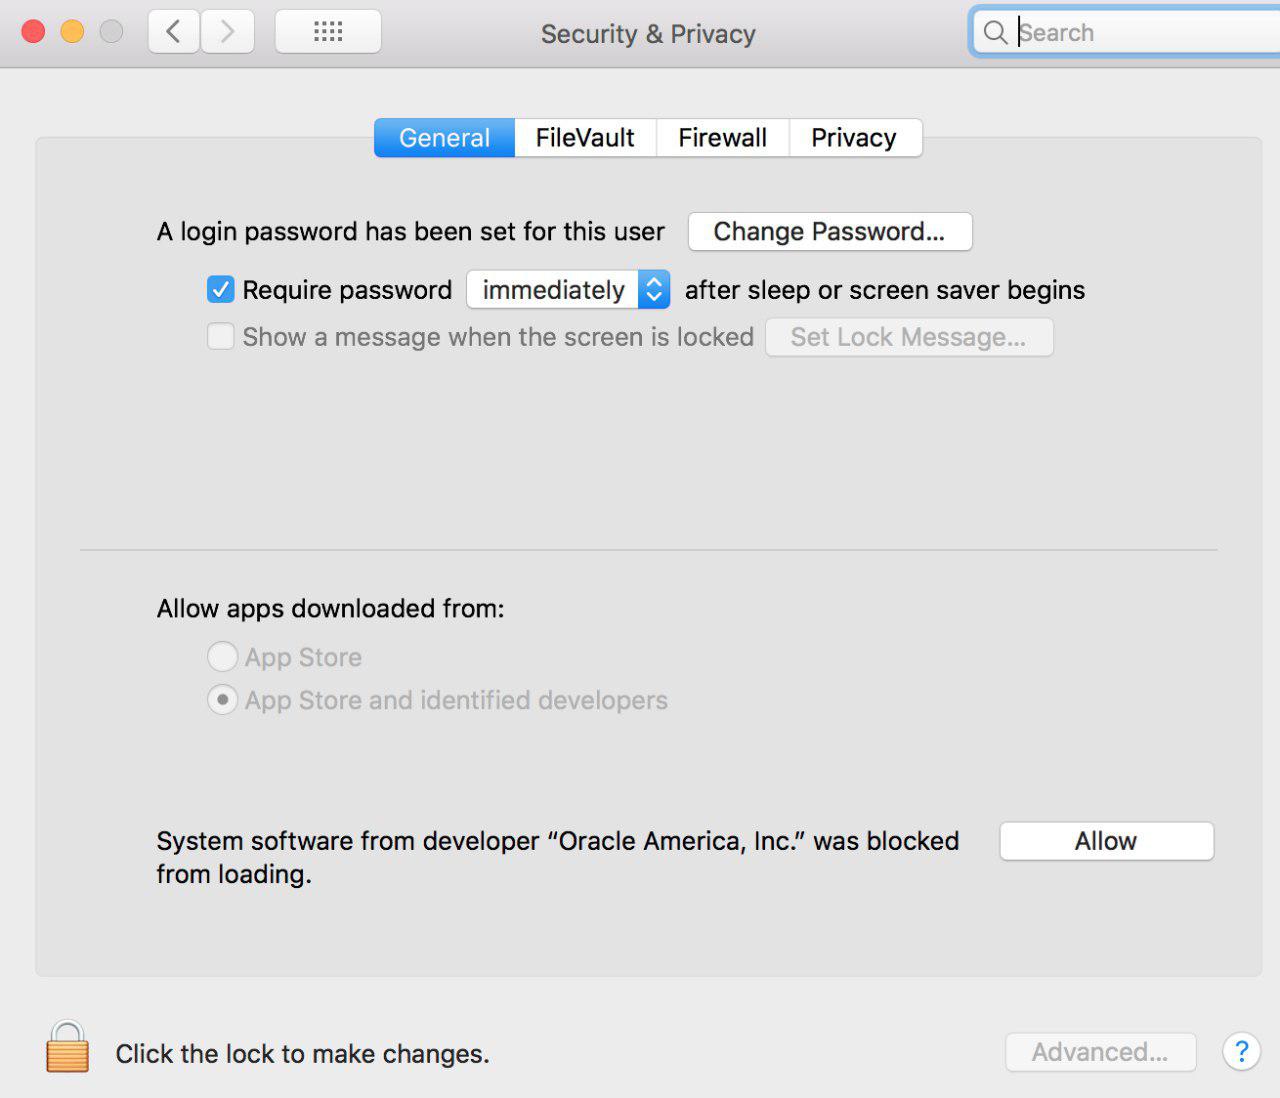 Security & Privacy
Search
General FileVault Firewall Privacy
A login password has been set for this user Change Password...
Require password immediately after sleep or screen saver begins
Show a message when the screen is locked Set Lock Message...
Allow apps downloaded from:
App Store
App Store and identified developers
System software from developer “Oracle America, Inc.” was blocked Allow
from loading.
Click the lock to make changes. Advanced... ?